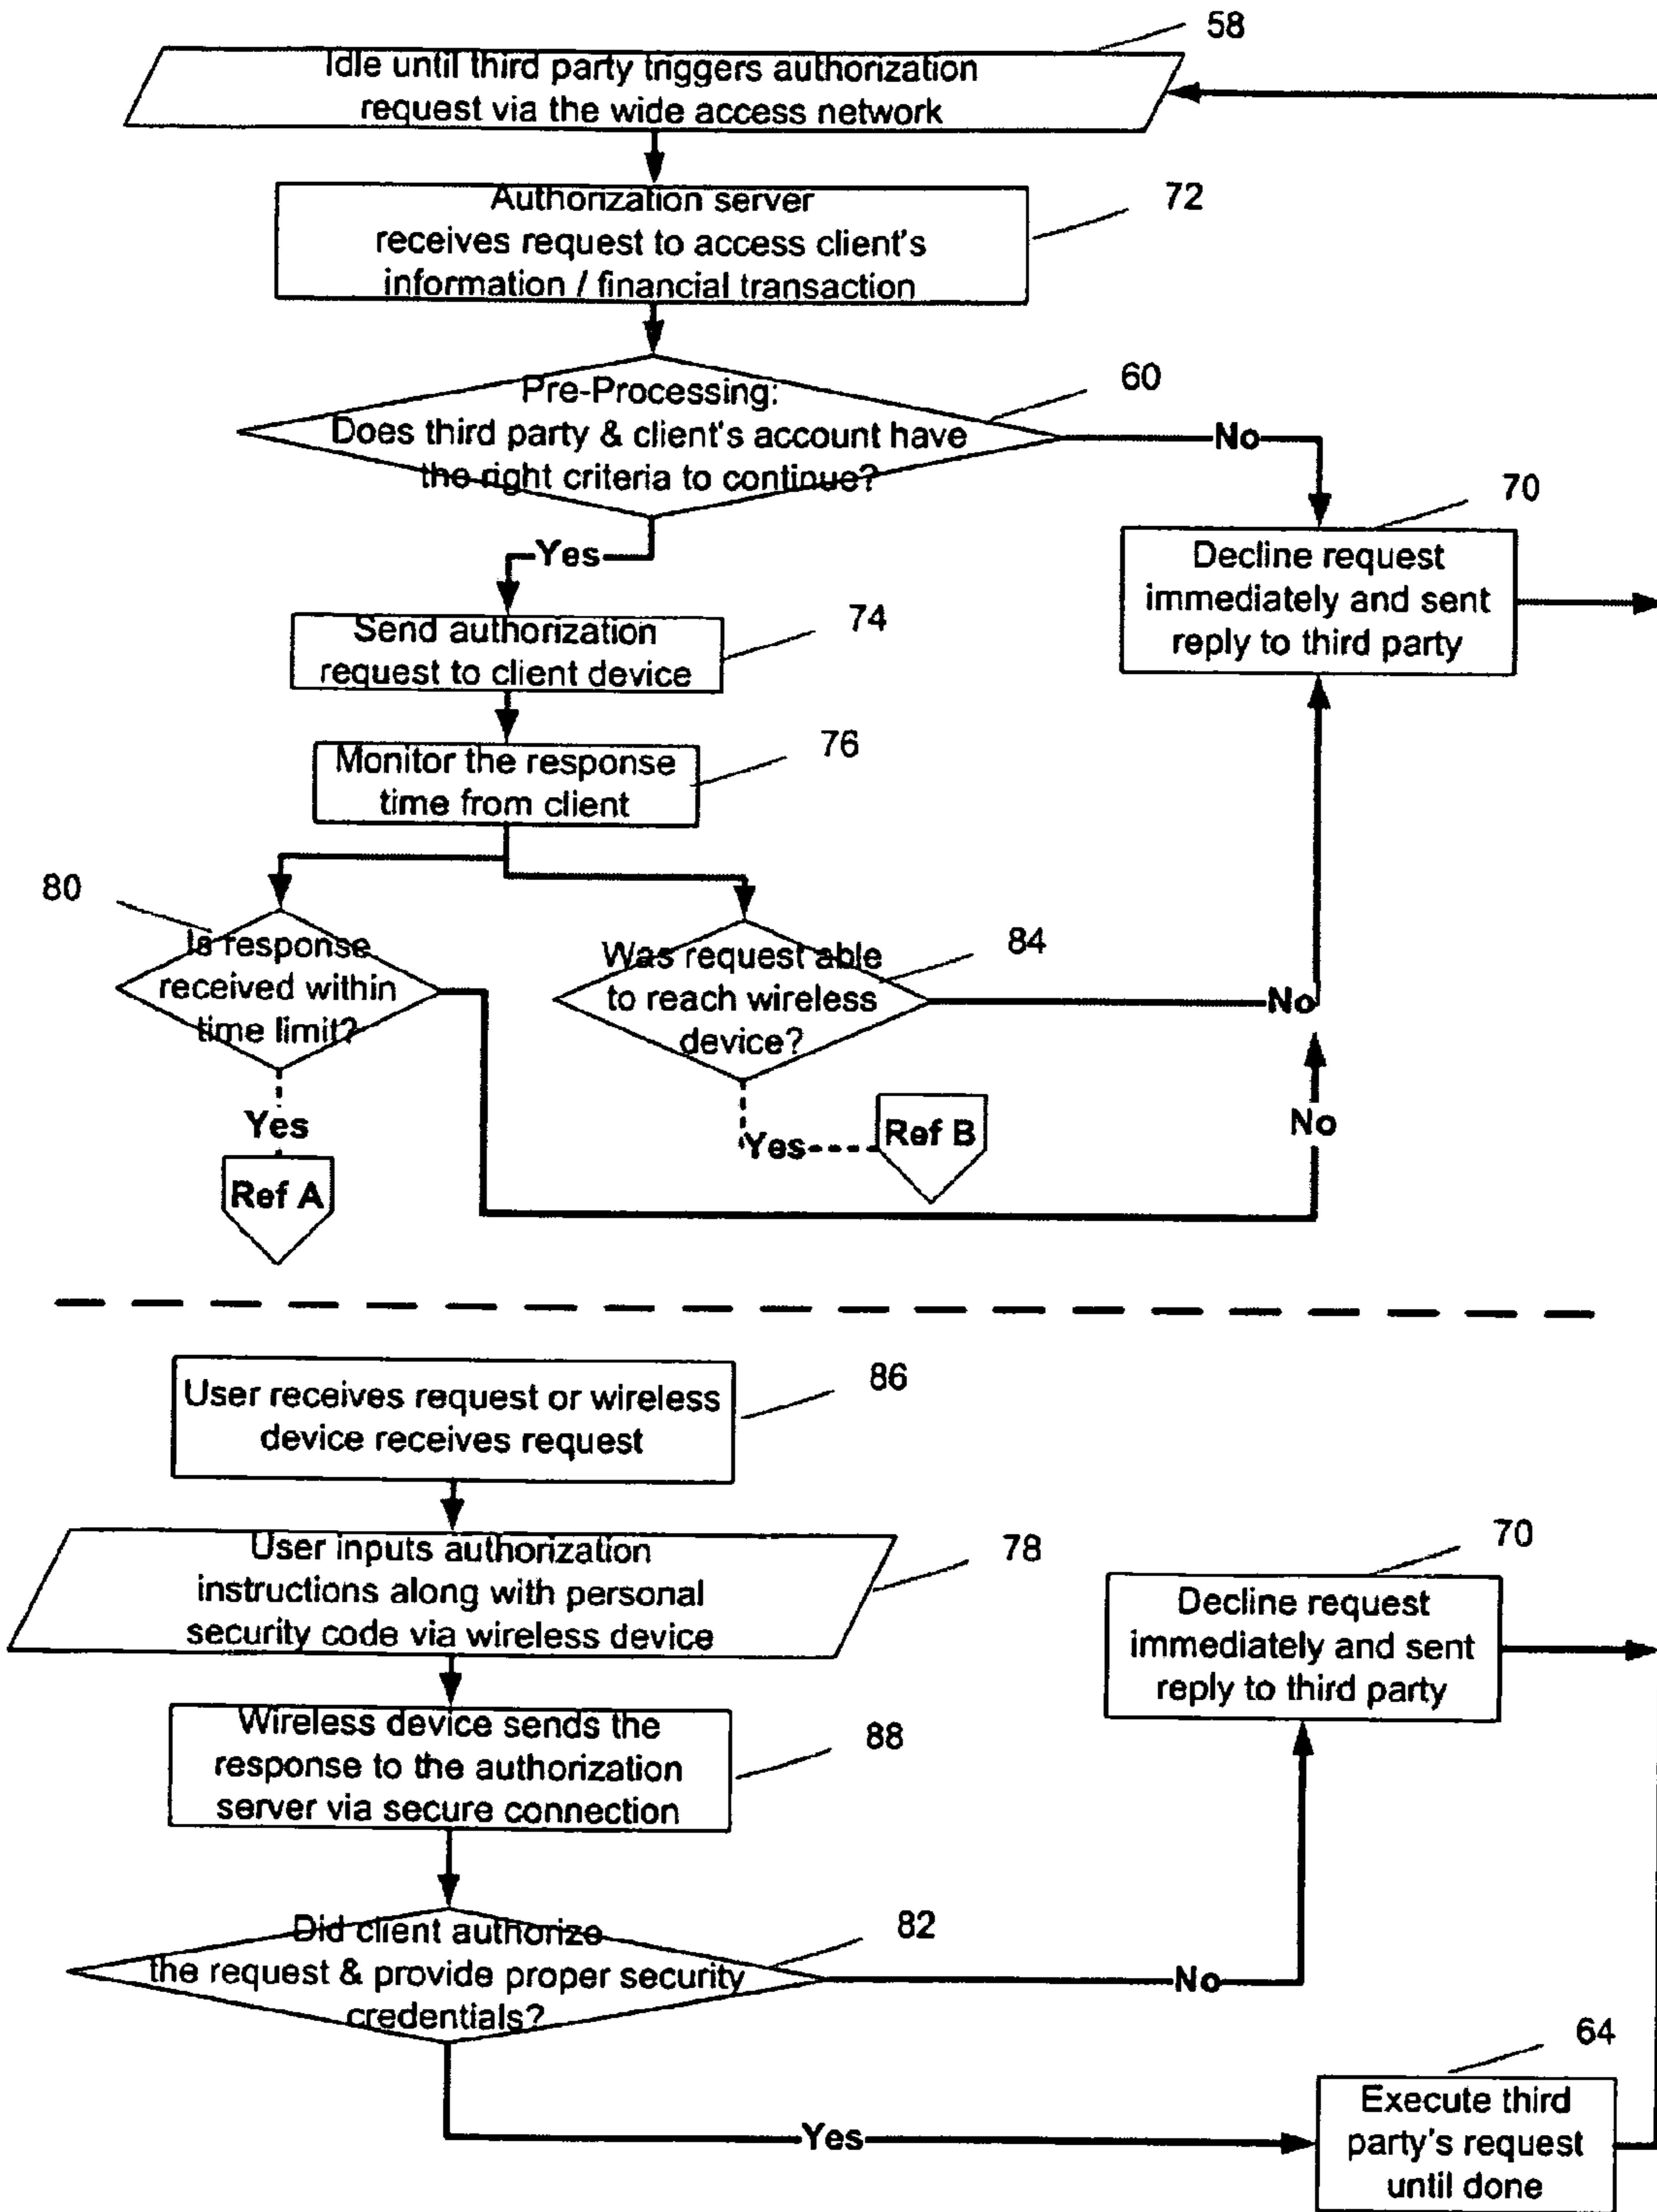 58
Idle until third party triggers authorization
request via the wide access network
72
Authorization server
receives request to access client's
information / financial transaction
60
Pre-Processing:
Does third party & client's account have
the right criteria to continue?
No
70
Decline request
immediately and sent
reply to third party
Yes
74
Send authorization
request to client device
76
Monitor the response
time from client
80
Is response
received within
time limit?
84
Was request able
to reach wireless
device?
No
Yes
Ref A
Yes
Ref B
No
86
User receives request or wireless
device receives request
78
User inputs authorization
instructions along with personal
security code via wireless device
70
Decline request
immediately and sent
reply to third party
88
Wireless device sends the
response to the authorization
server via secure connection
82
Did client authorize
the request & provide proper security
credentials?
No
64
Execute third
party's request
until done
Yes